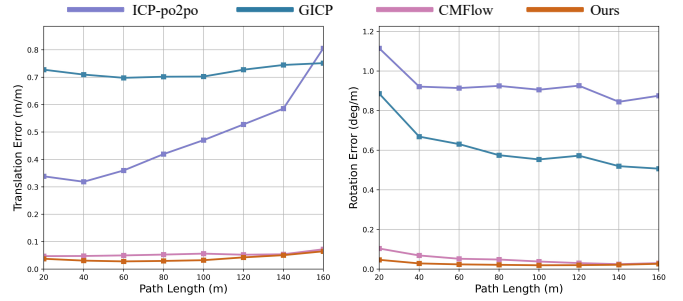 ICP-po2po GICP CMFlow Ours
Translation Error (m/m)
0.8
0.7
0.6
0.5
0.4
0.3
0.2
0.1
0.0
20 40 60 80 100 120 140 160
Path Length (m)
Rotation Error (deg/m)
1.2
1.0
0.8
0.6
0.4
0.2
0.0
20 40 60 80 100 120 140 160
Path Length (m)